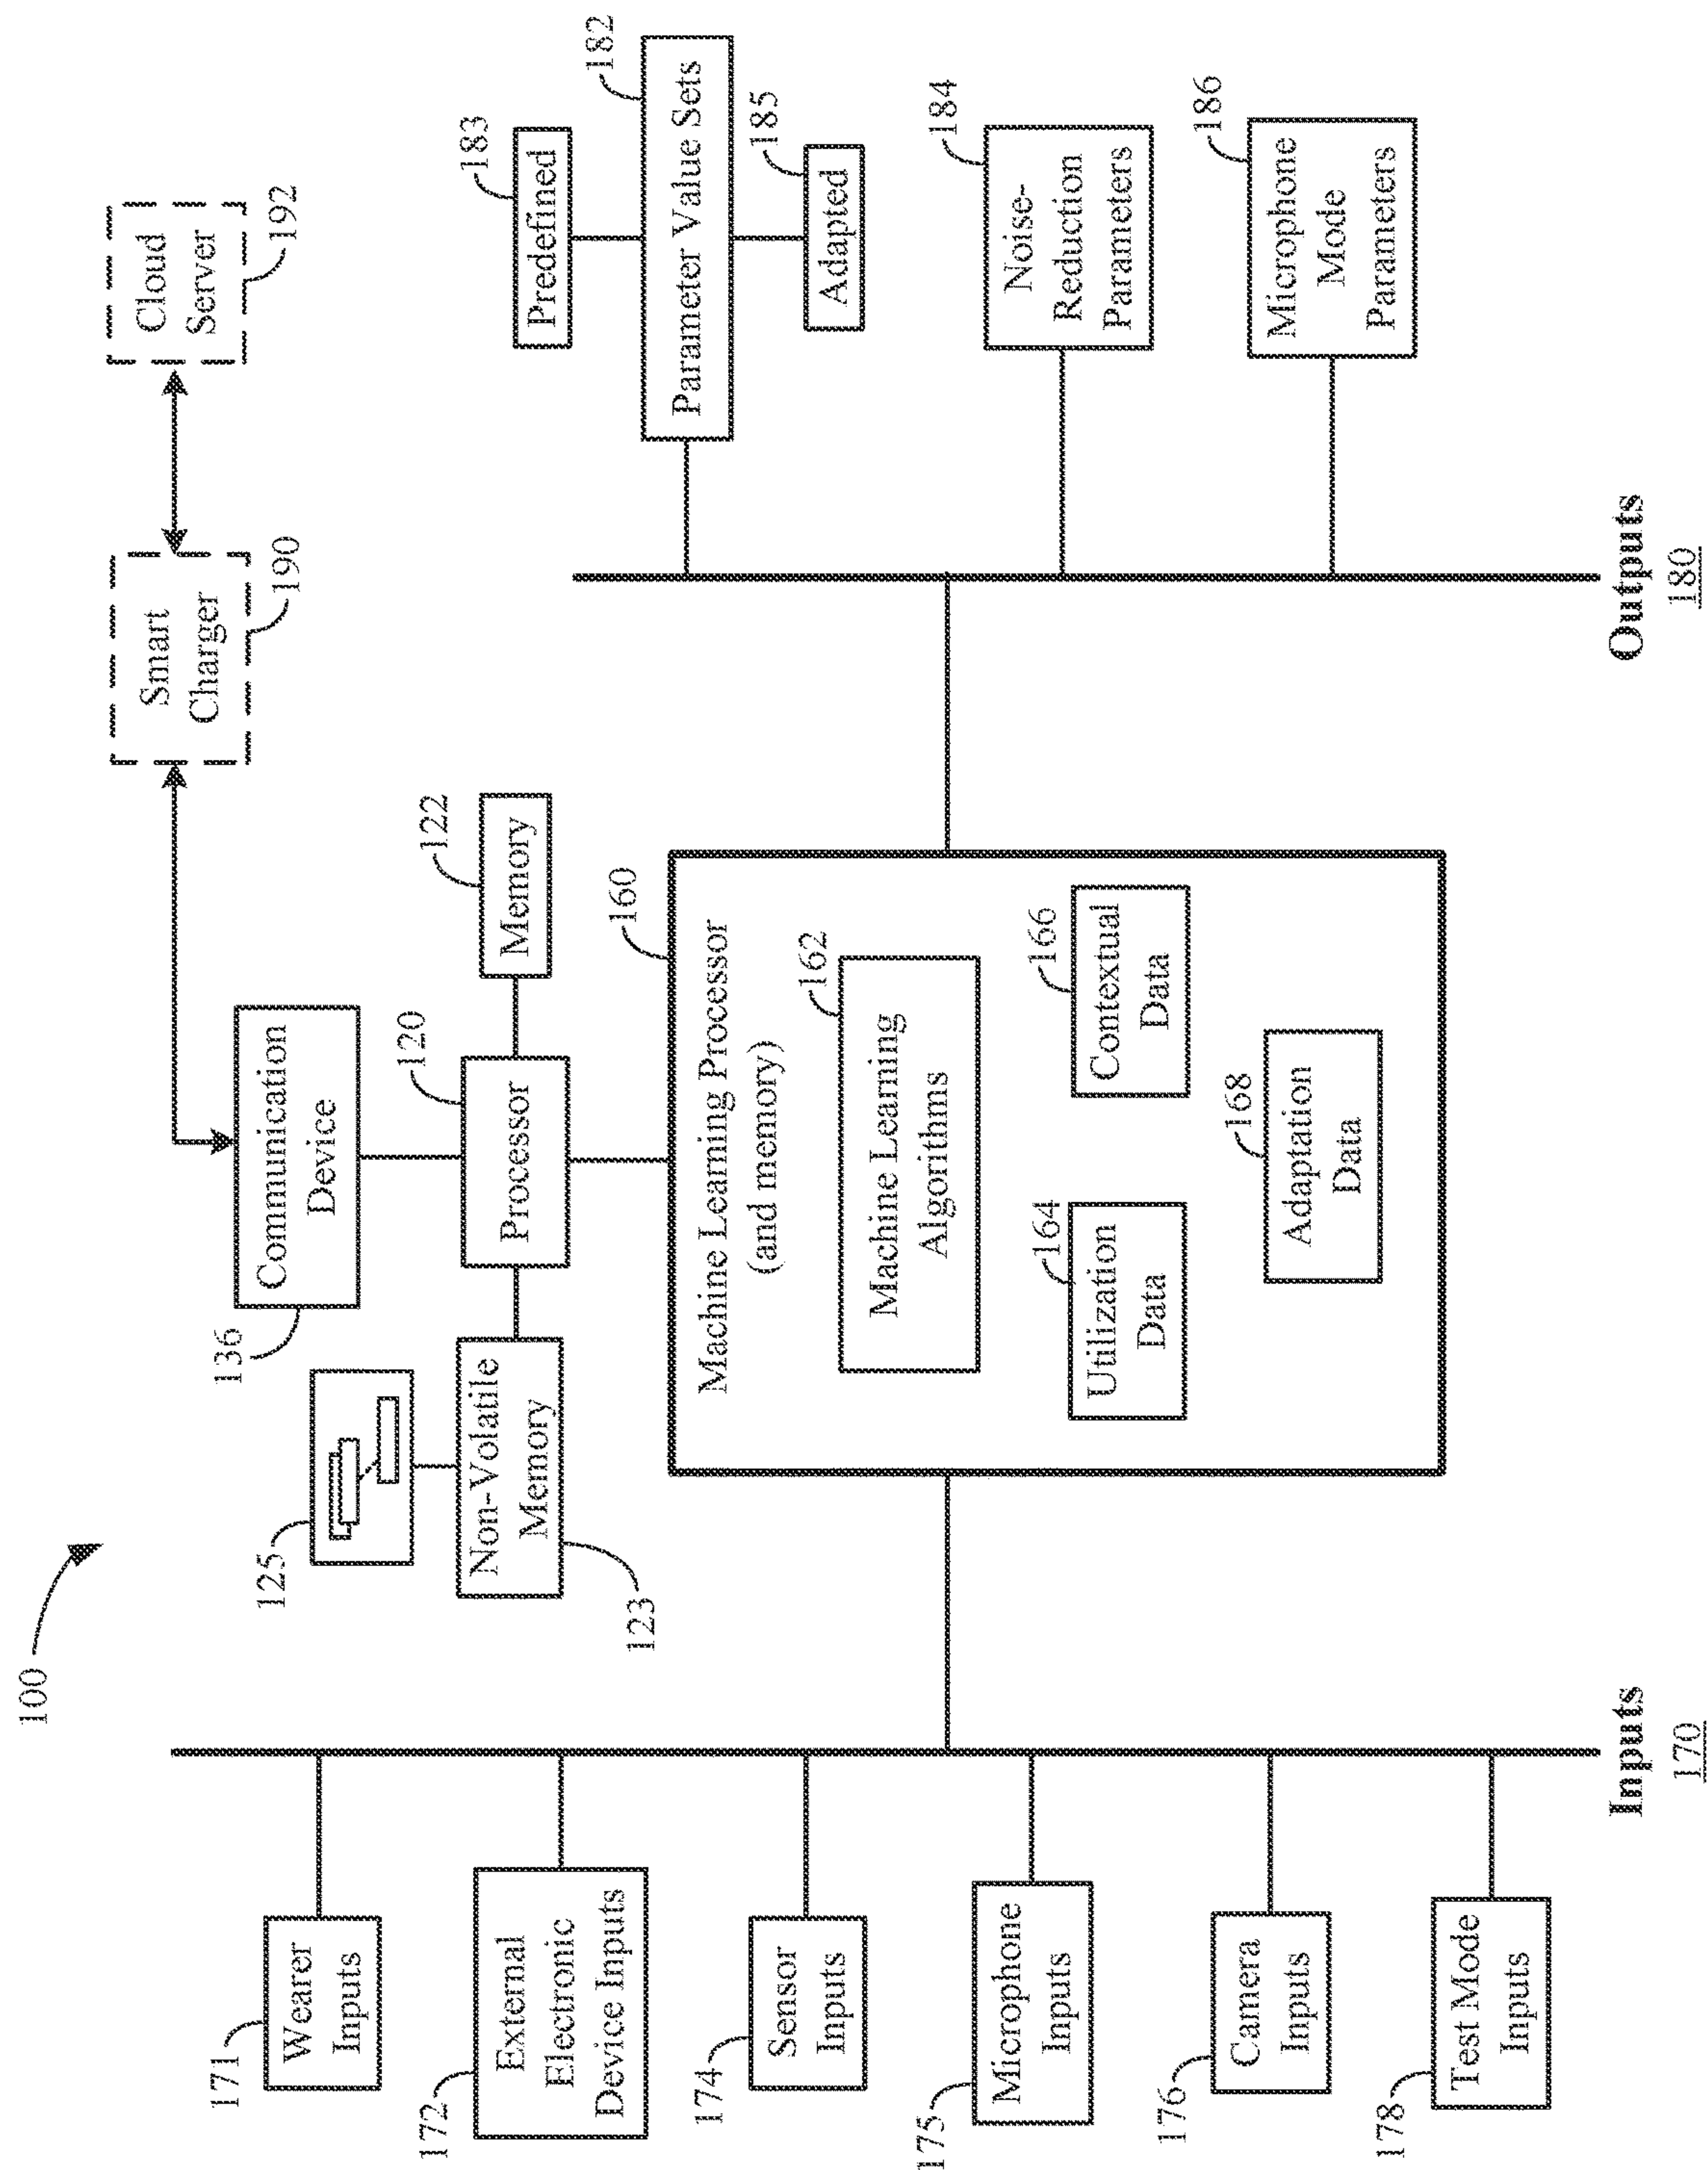 100
Cloud
Server
192
Smart
Charger
190
Communication
Device
136
125
Non-Volatile
Memory
123
Processor
120
Memory
122
Machine Learning Processor
(and memory)
160
Machine Learning
Algorithms
162
Utilization
Data
164
Contextual
Data
166
Adaptation
Data
168
171
Wearer
Inputs
172
External
Electronic
Device Inputs
174
Sensor
Inputs
175
Microphone
Inputs
176
Camera
Inputs
178
Test Mode
Inputs
Inputs
170
Predefined
183
Parameter Value Sets
182
Adapted
185
Noise-
Reduction
Parameters
184
Microphone
Mode
Parameters
186
Outputs
180